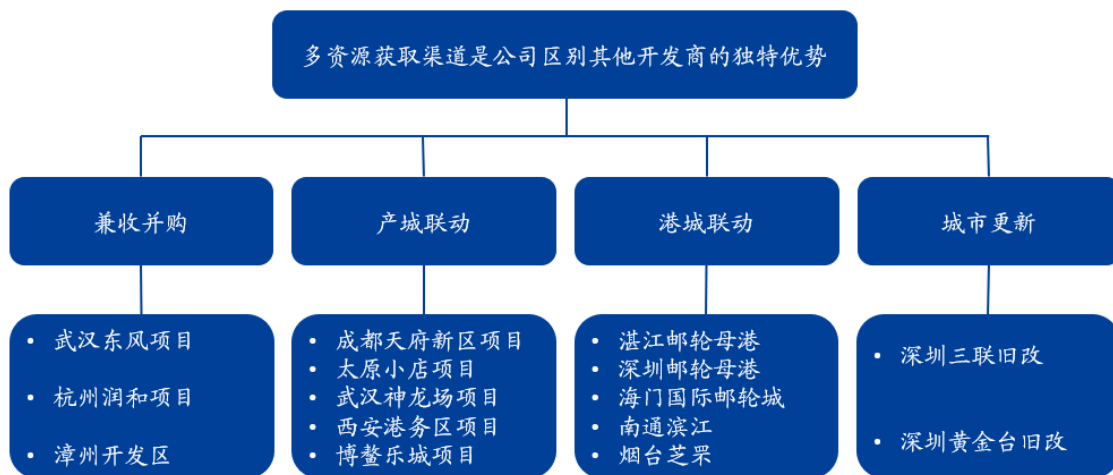 多资源获取渠道是公司区别其他开发商的独特优势
兼收并购
产城联动
港城联动
城市更新
• 武汉东风项目
• 杭州润和项目
• 漳州开发区
• 成都天府新区项目
• 太原小店项目
• 武汉神龙场项目
• 西安港务区项目
• 博鳌乐城项目
• 湛江邮轮母港
• 深圳邮轮母港
• 海门国际邮轮城
• 南通滨江
• 烟台芝罘
• 深圳三联旧改
• 深圳黄金台旧改